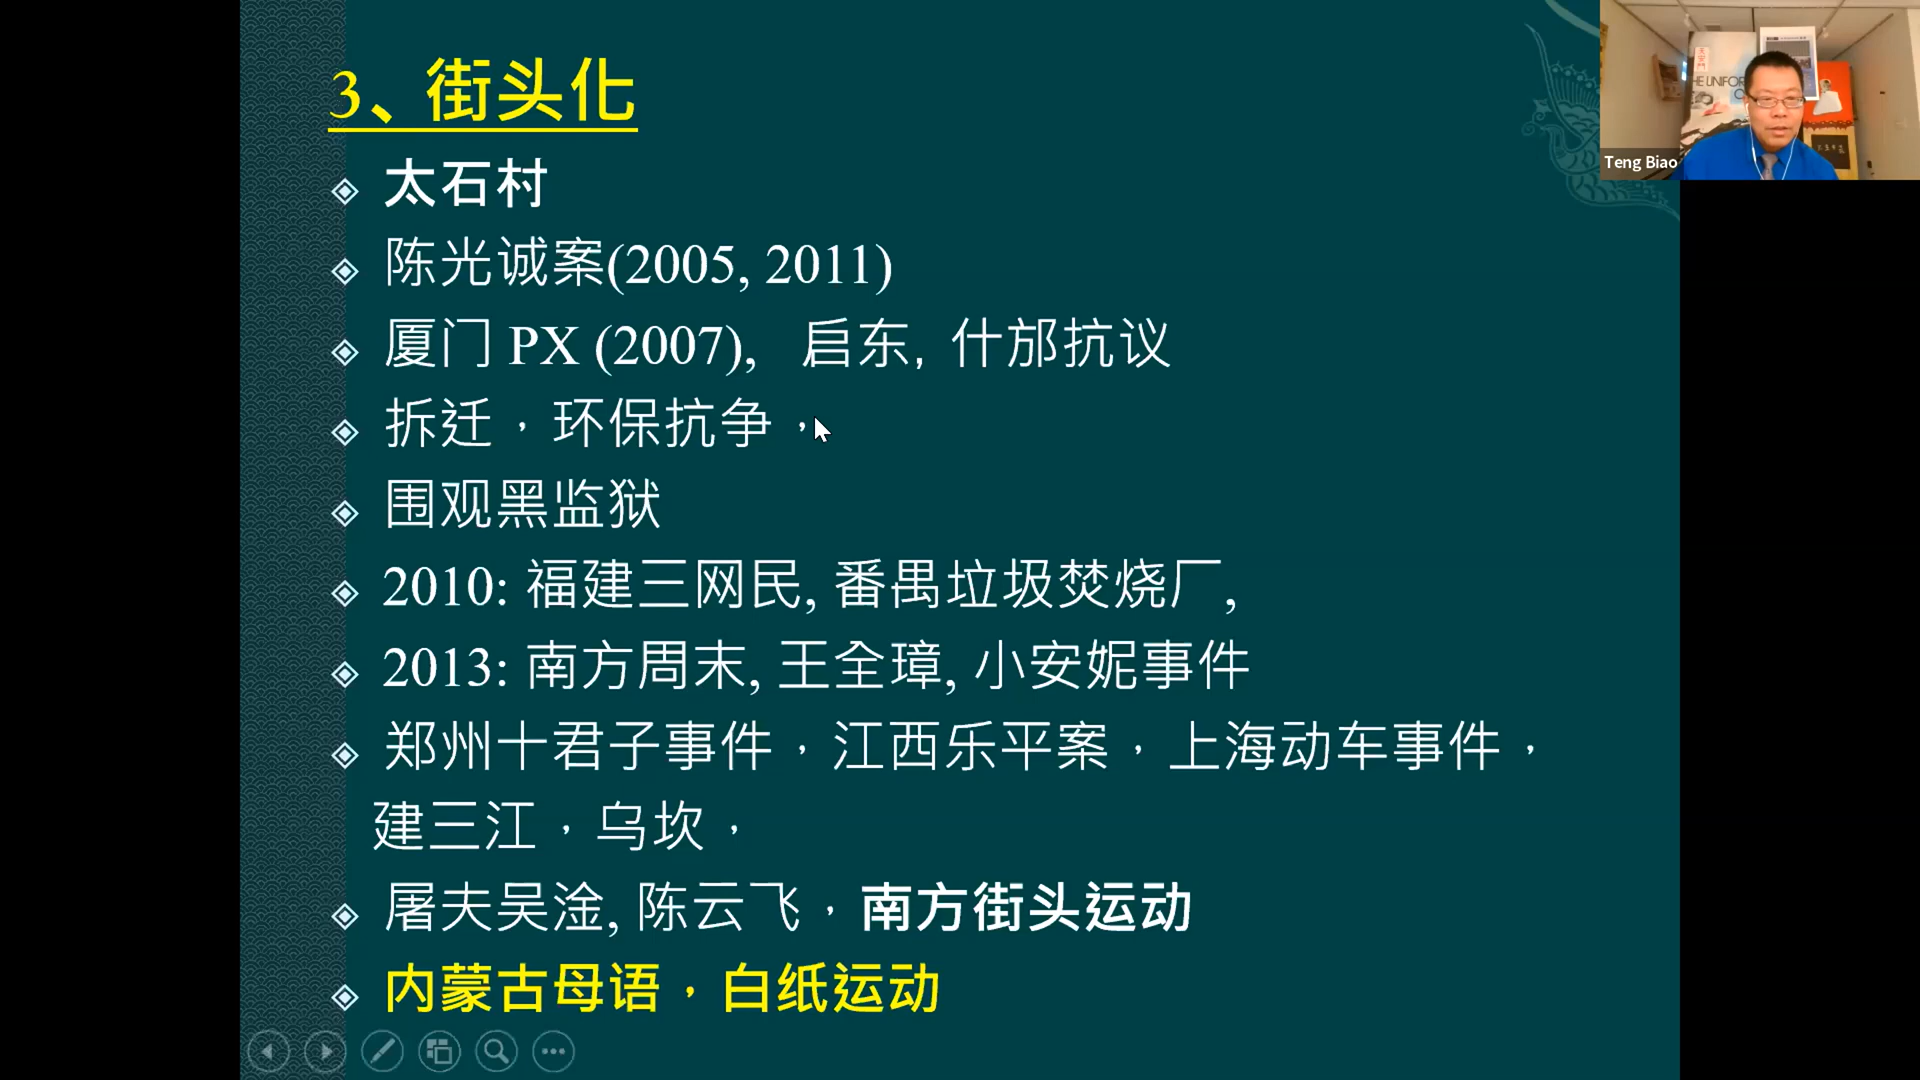 3、街头化
太石村
陈光诚案(2005, 2011)
厦门 PX (2007), 启东, 什邡抗议
拆迁，环保抗争，
围观黑监狱
2010: 福建三网民, 番禺垃圾焚烧厂,
2013: 南方周末, 王全璋, 小安妮事件
郑州十君子事件，江西乐平案，上海动车事件，
建三江，乌坎，
屠夫吴淦, 陈云飞，南方街头运动
内蒙古母语，白纸运动
Teng Biao